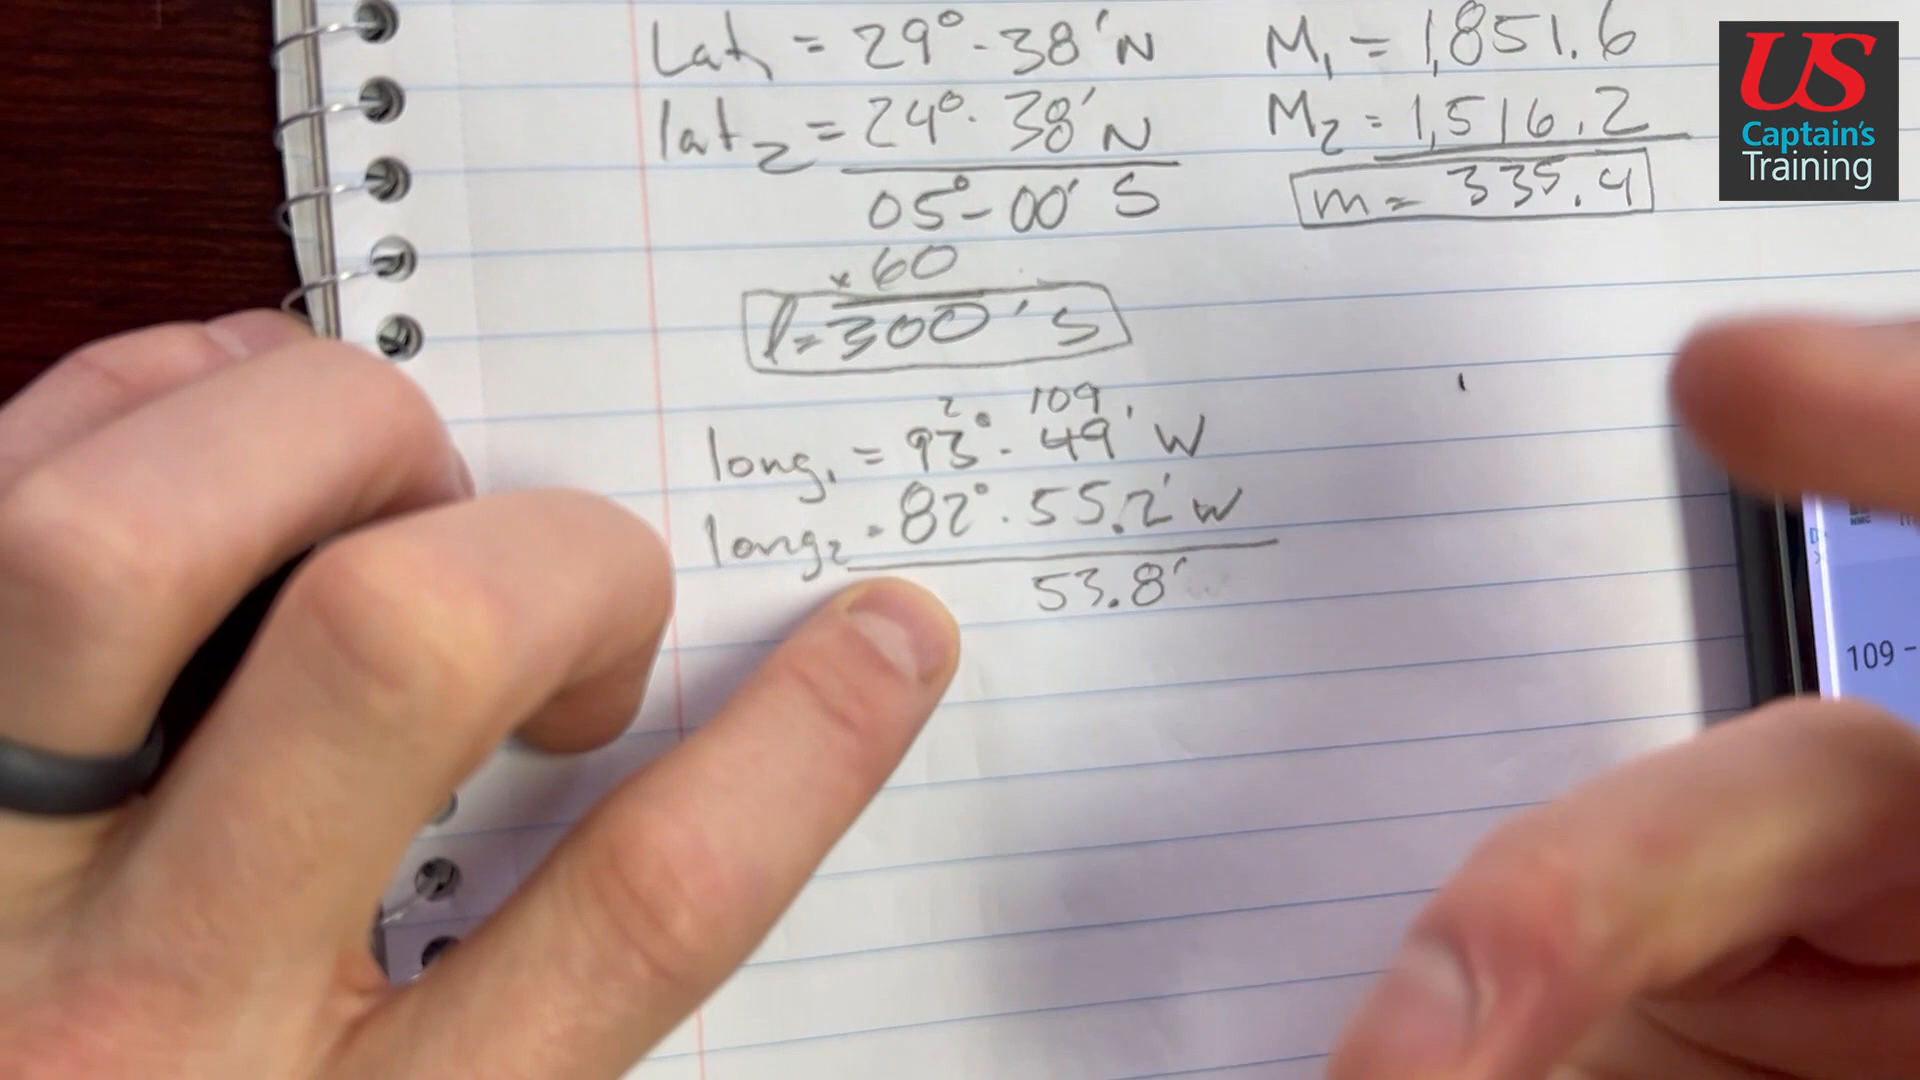 Lat₁ = 29° - 38' N M₁ = 1,851.6
lat₂ = 24° - 38' N M₂ = 1,516.2
05° - 00' S m = 335.4
x 60
l = 300' S
2 109
long₁ = 93° - 49' W
long₂ = 82° - 55.2' W
53.8'
109 -
US
Captain's
Training